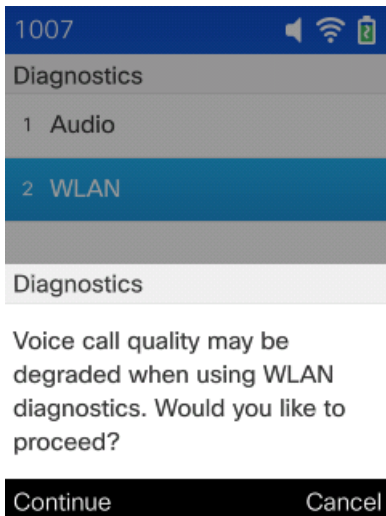 1007
Diagnostics
1 Audio
2 WLAN
Diagnostics
Voice call quality may be
degraded when using WLAN
diagnostics. Would you like to
proceed?
Continue Cancel